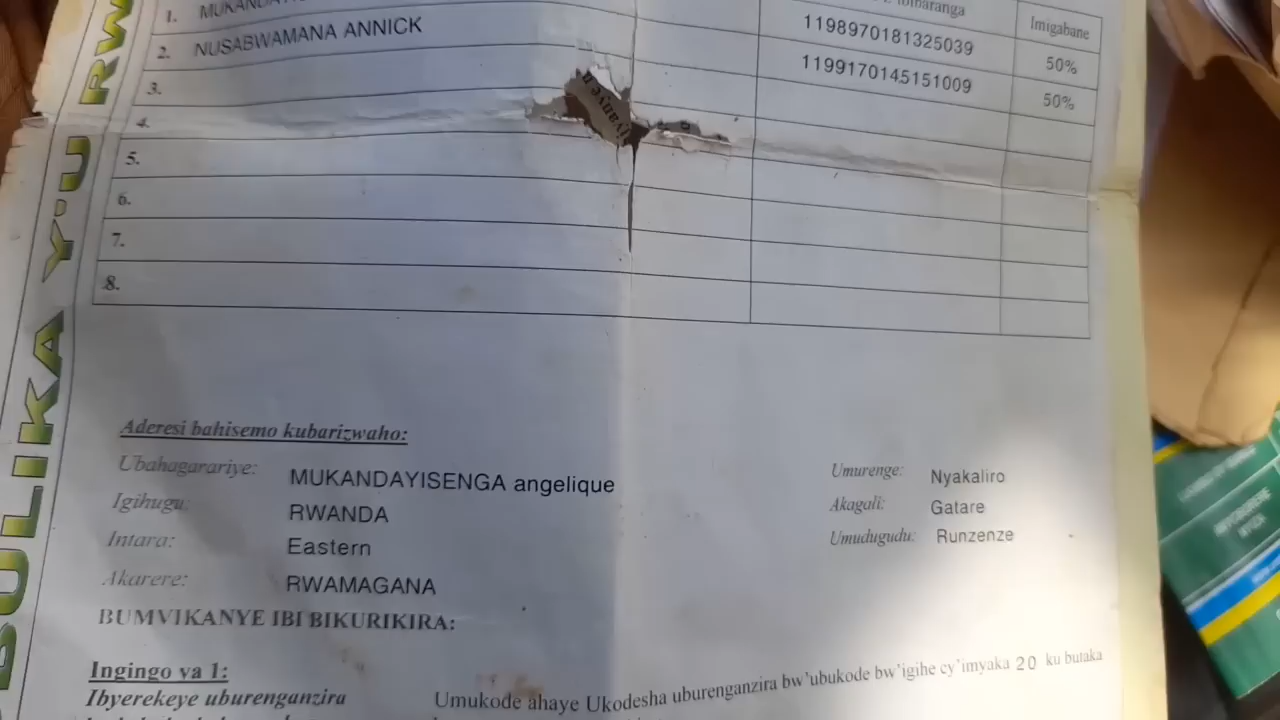 Imigabane
1.
1198970181325039
50%
2. NUSABWAMANA ANNICK
1199170145151009
50%
3.
4.
5.
6.
7.
8.
Aderesi bahisemo kubarizwaho:
Ubahagarariye: MUKANDAYISENGA angelique
Igihugu: RWANDA
Intara: Eastern
Akarere: RWAMAGANA
Umurenge: Nyakaliro
Akagali: Gatare
Umudugudu: Runzenze
BUMVIKANYE IBI BIKURIKIRA:
Ingingo ya 1:
Ibyerekeye uburenganzira
Umukode ahaye Ukodesha uburenganzira bw'ubukode bw'igihe cy'imyaka 20 ku butaka
BULIKA Y'U RW